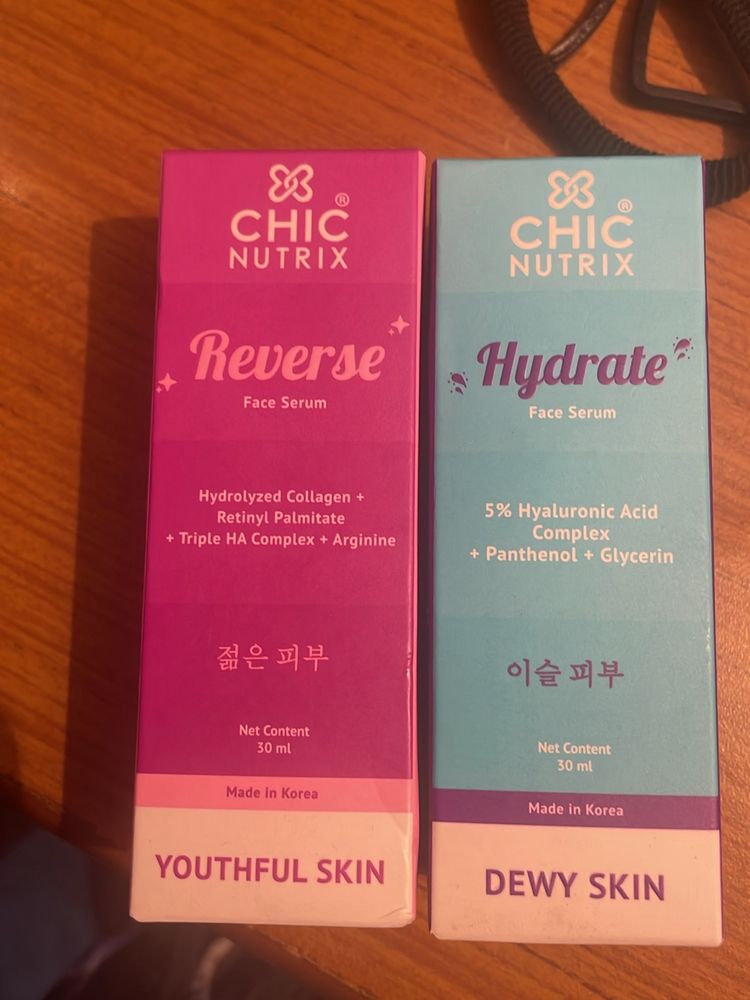 CHIC®
NUTRIX
Reverse
Face Serum
Hydrolyzed Collagen +
Retinyl Palmitate
+ Triple HA Complex + Arginine
젊은 피부
Net Content
30 ml
Made in Korea
YOUTHFUL SKIN
CHIC®
NUTRIX
Hydrate
Face Serum
5% Hyaluronic Acid
Complex
+ Panthenol + Glycerin
이슬 피부
Net Content
30 ml
Made in Korea
DEWY SKIN